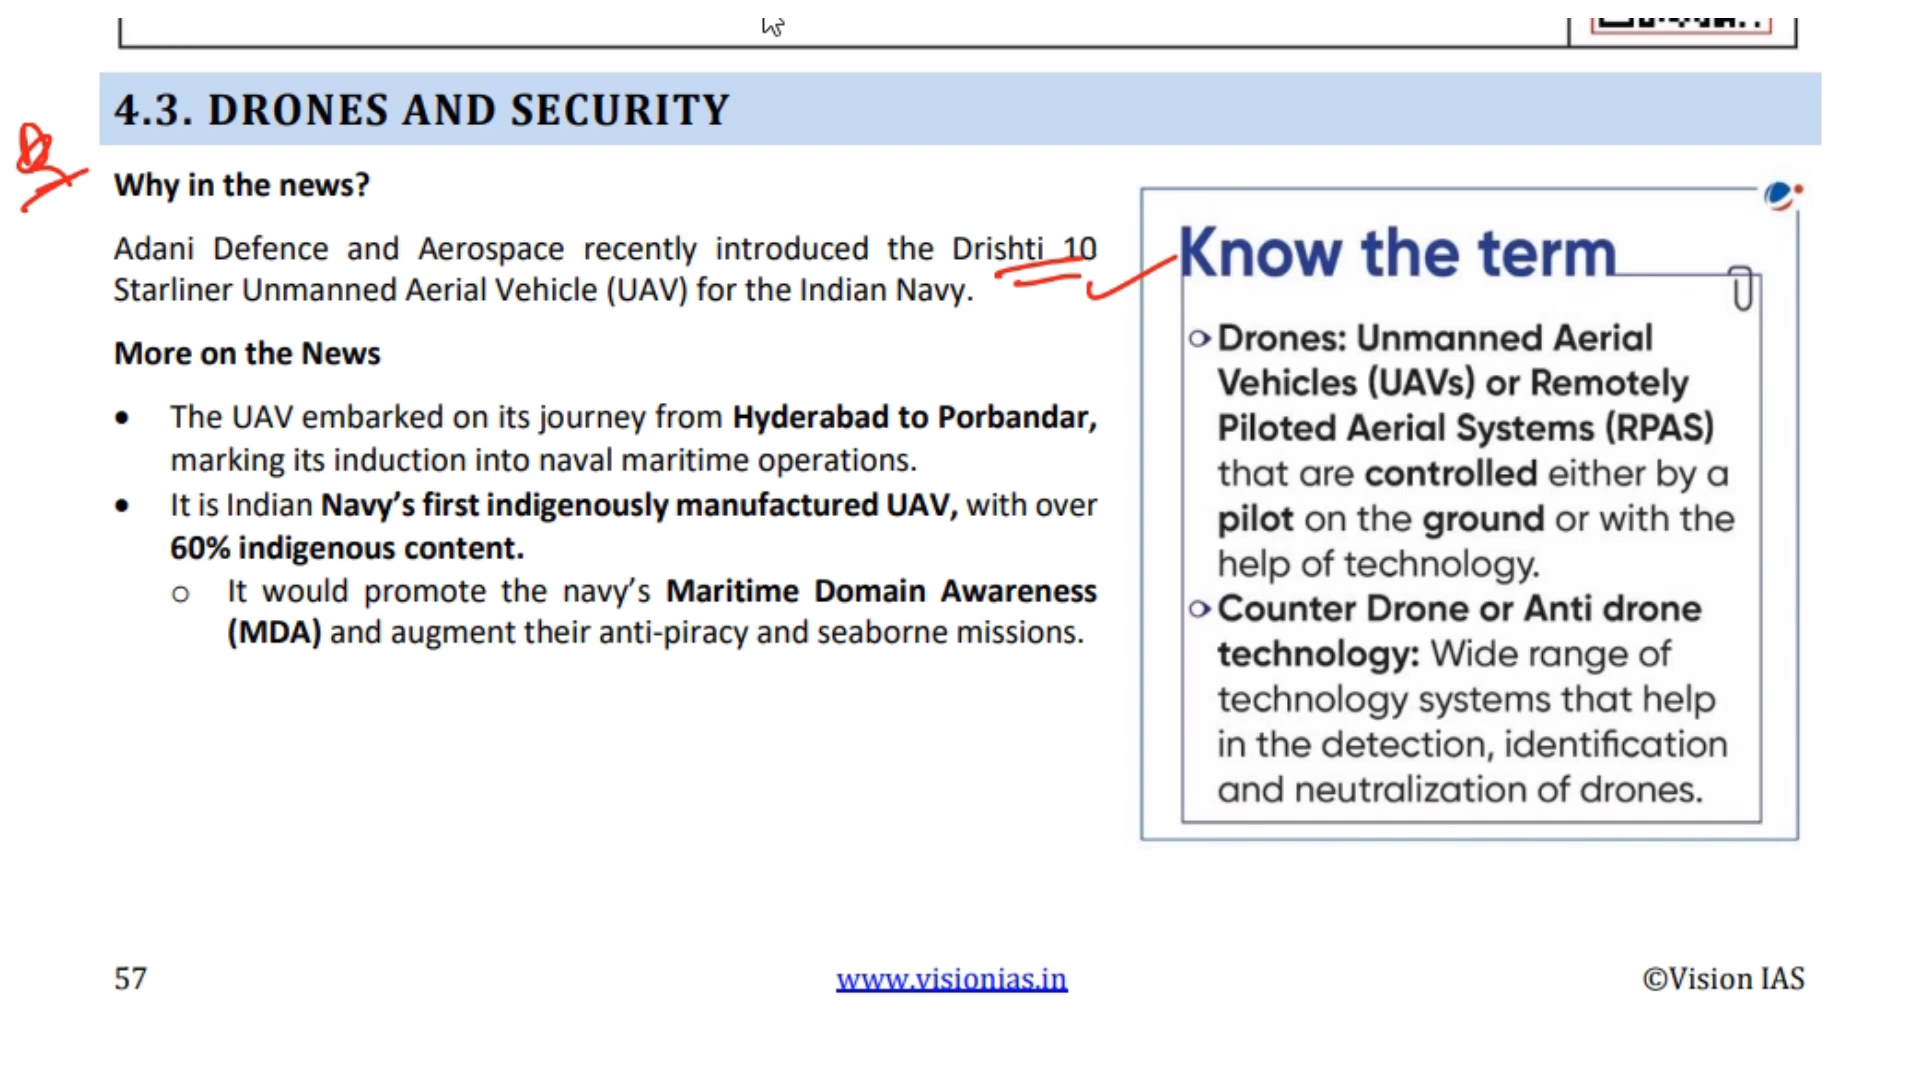 4.3. DRONES AND SECURITY
Why in the news?
Adani Defence and Aerospace recently introduced the Drishti 10
Starliner Unmanned Aerial Vehicle (UAV) for the Indian Navy.
More on the News
• The UAV embarked on its journey from Hyderabad to Porbandar,
marking its induction into naval maritime operations.
• It is Indian Navy’s first indigenously manufactured UAV, with over
60% indigenous content.
o It would promote the navy’s Maritime Domain Awareness
(MDA) and augment their anti-piracy and seaborne missions.
Know the term
Drones: Unmanned Aerial
Vehicles (UAVs) or Remotely
Piloted Aerial Systems (RPAS)
that are controlled either by a
pilot on the ground or with the
help of technology.
Counter Drone or Anti drone
technology: Wide range of
technology systems that help
in the detection, identification
and neutralization of drones.
57
www.visionias.in
©Vision IAS